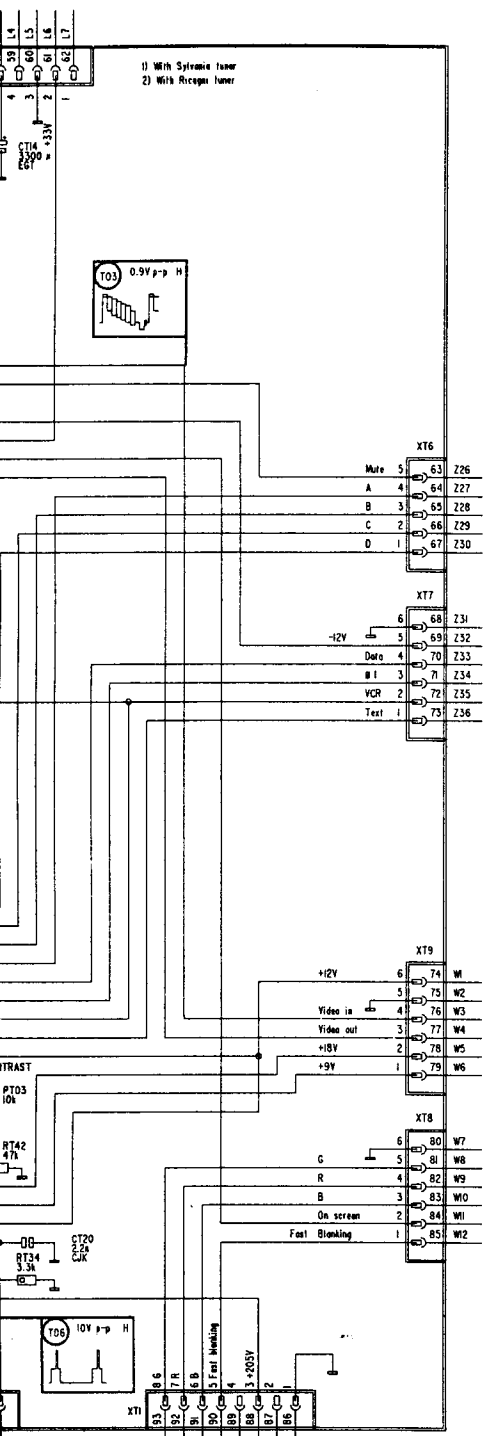 L4 L5 L6 L7
59 60 61 62
4 3 2 1
1) With Sylvania tuner
2) With Ricagni tuner
+33V
CT14
3300 n
EGT
T03 0.9V p-p H
XT6
Mute 5 63 Z26
A 4 64 Z27
B 3 65 Z28
C 2 66 Z29
D 1 67 Z30
XT7
6 68 Z31
-12V 5 69 Z32
Data 4 70 Z33
3 71 Z34
VCR 2 72 Z35
Text 1 73 Z36
XT9
+12V 6 74 W1
5 75 W2
Video in 4 76 W3
Video out 3 77 W4
+18V 2 78 W5
+9V 1 79 W6
TRAST
PT03
10k
RT42
47k
XT8
6 80 W7
G 5 81 W8
R 4 82 W9
B 3 83 W10
On screen 2 84 W11
Fast Blanking 1 85 W12
CT20
2.2n
CJK
RT34
3.3k
T06 10V p-p H
8 G
7 R
6 B
5 Fast blanking
4
3 +205V
2
1
XT1
93 92 91 90 89 88 87 86